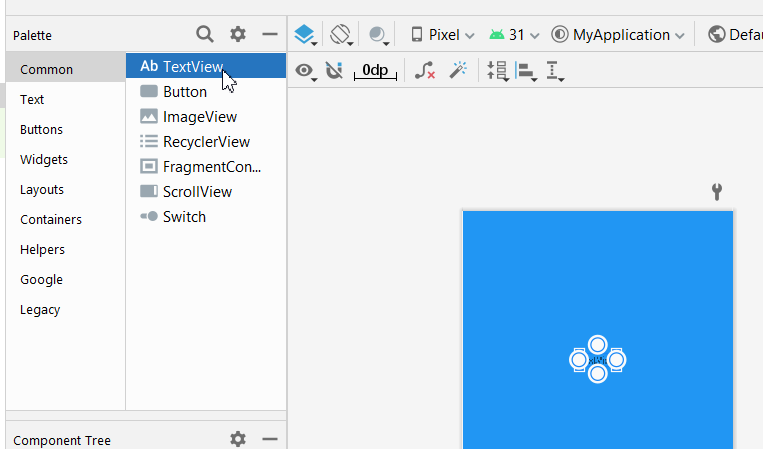 Palette
Pixel
31
MyApplication
Defau
Common
Ab TextView
0dp
Text
Button
Buttons
ImageView
Widgets
RecyclerView
Layouts
FragmentCon...
Containers
ScrollView
Helpers
Switch
Google
Legacy
Component Tree